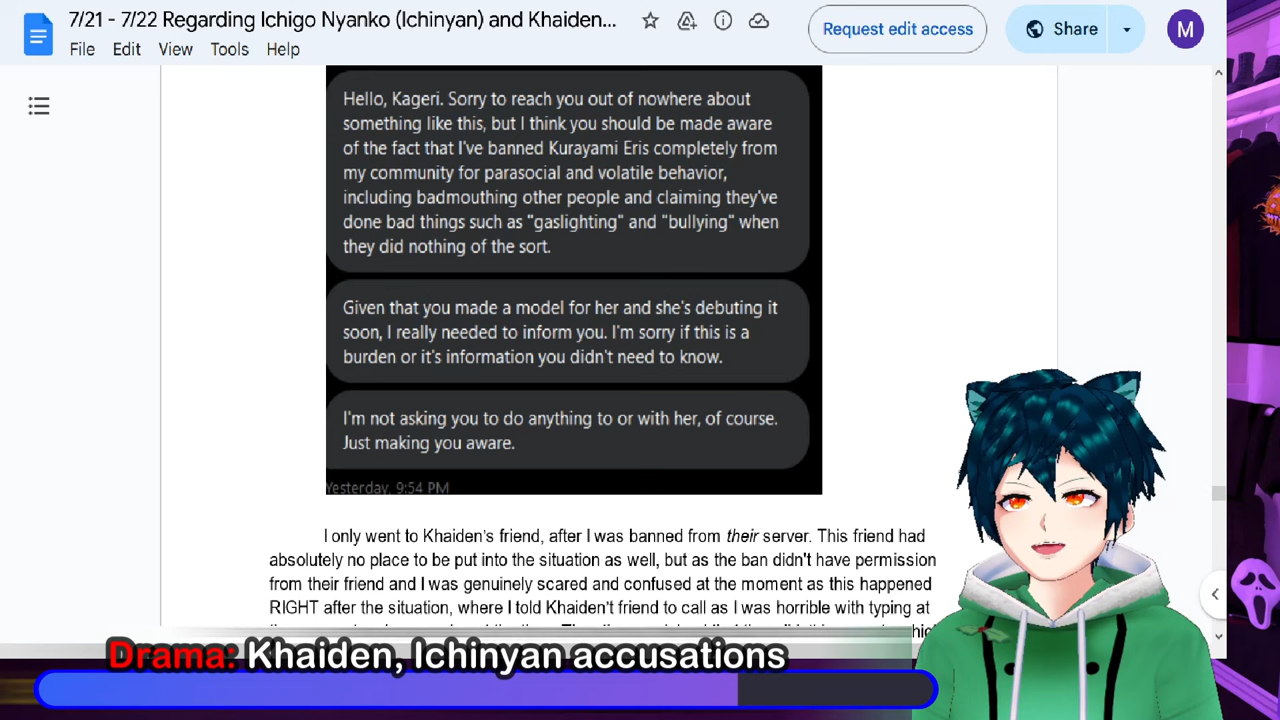 7/21 - 7/22 Regarding Ichigo Nyanko (Ichinyan) and Khaiden...
Request edit access
Share
M
File Edit View Tools Help
Hello, Kageri. Sorry to reach you out of nowhere about
something like this, but I think you should be made aware
of the fact that I've banned Kurayami Eris completely from
my community for parasocial and volatile behavior,
including badmouthing other people and claiming they've
done bad things such as "gaslighting" and "bullying" when
they did nothing of the sort.
Given that you made a model for her and she's debuting it
soon, I really needed to inform you. I'm sorry if this is a
burden or it's information you didn't need to know.
I'm not asking you to do anything to or with her, of course.
Just making you aware.
Yesterday, 9:54 PM
I only went to Khaiden's friend, after I was banned from their server. This friend had
absolutely no place to be put into the situation as well, but as the ban didn't have permission
from their friend and I was genuinely scared and confused at the moment as this happened
RIGHT after the situation, where I told Khaiden't friend to call as I was horrible with typing at
Drama: Khaiden, Ichinyan accusations